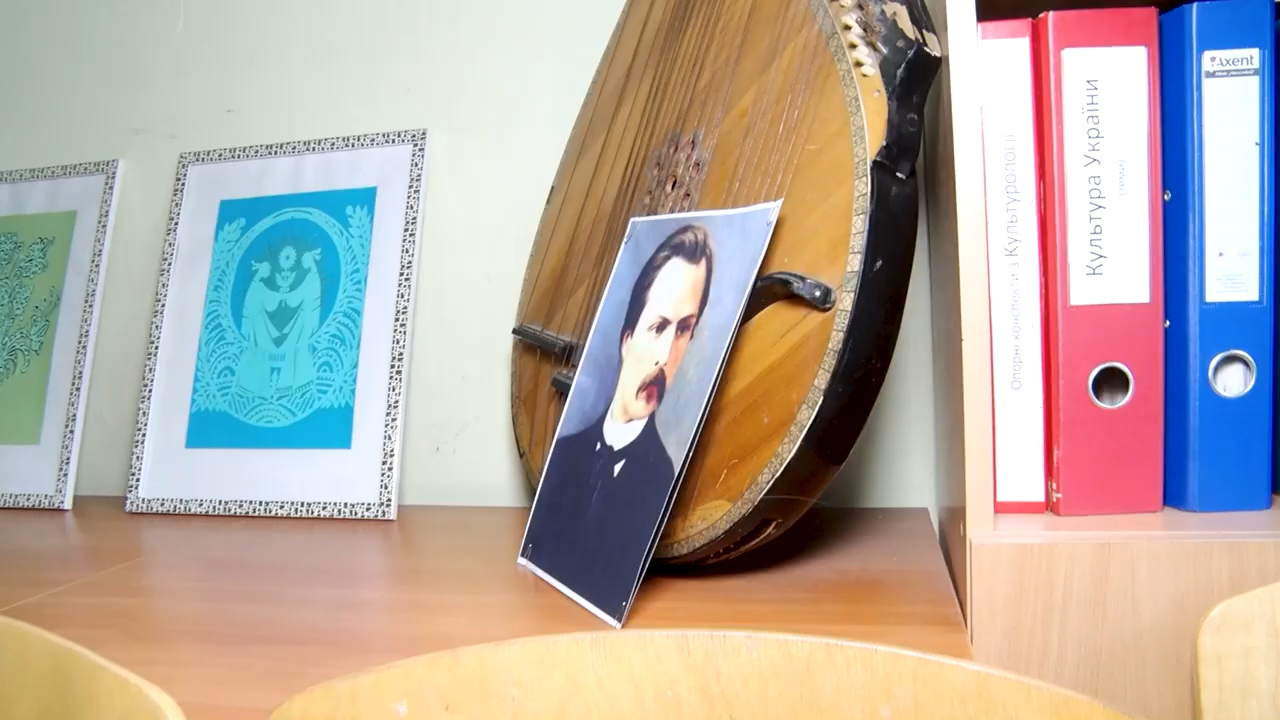 Опорні конспекти з Культурології
Культура України
(теми)
Axent